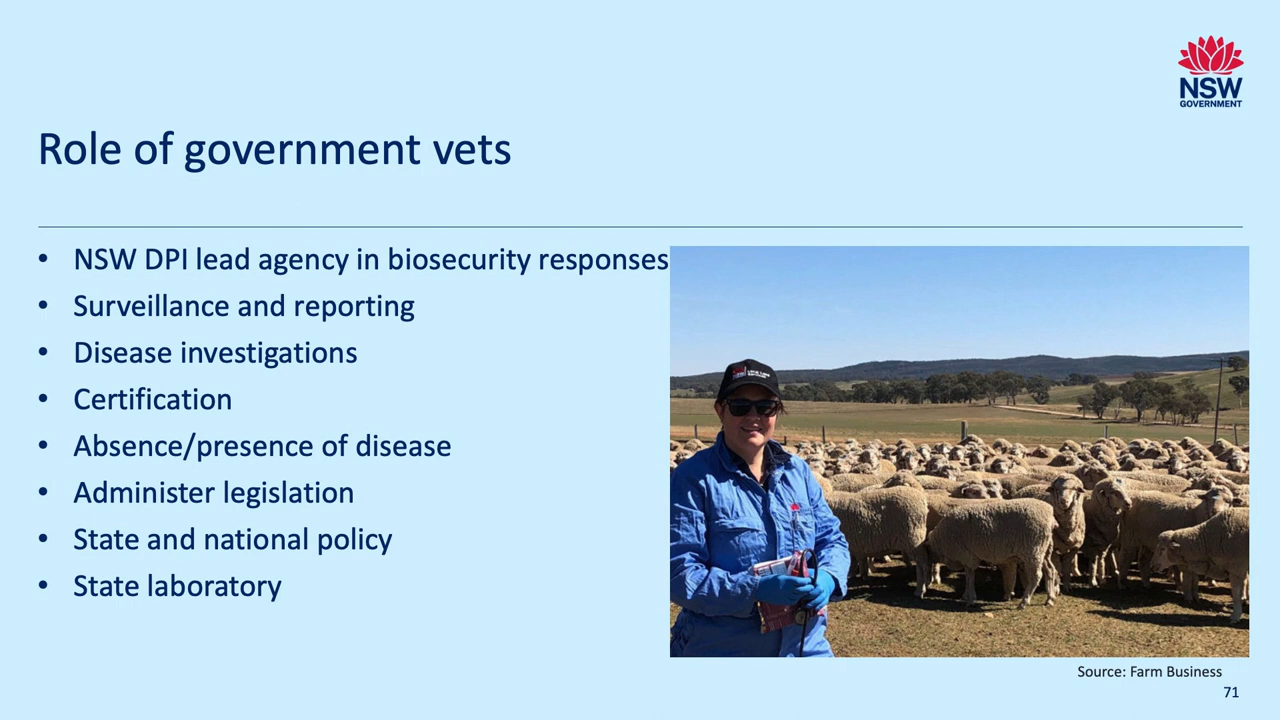 NSW
GOVERNMENT
Role of government vets
• NSW DPI lead agency in biosecurity responses
• Surveillance and reporting
• Disease investigations
• Certification
• Absence/presence of disease
• Administer legislation
• State and national policy
• State laboratory
Source: Farm Business
71